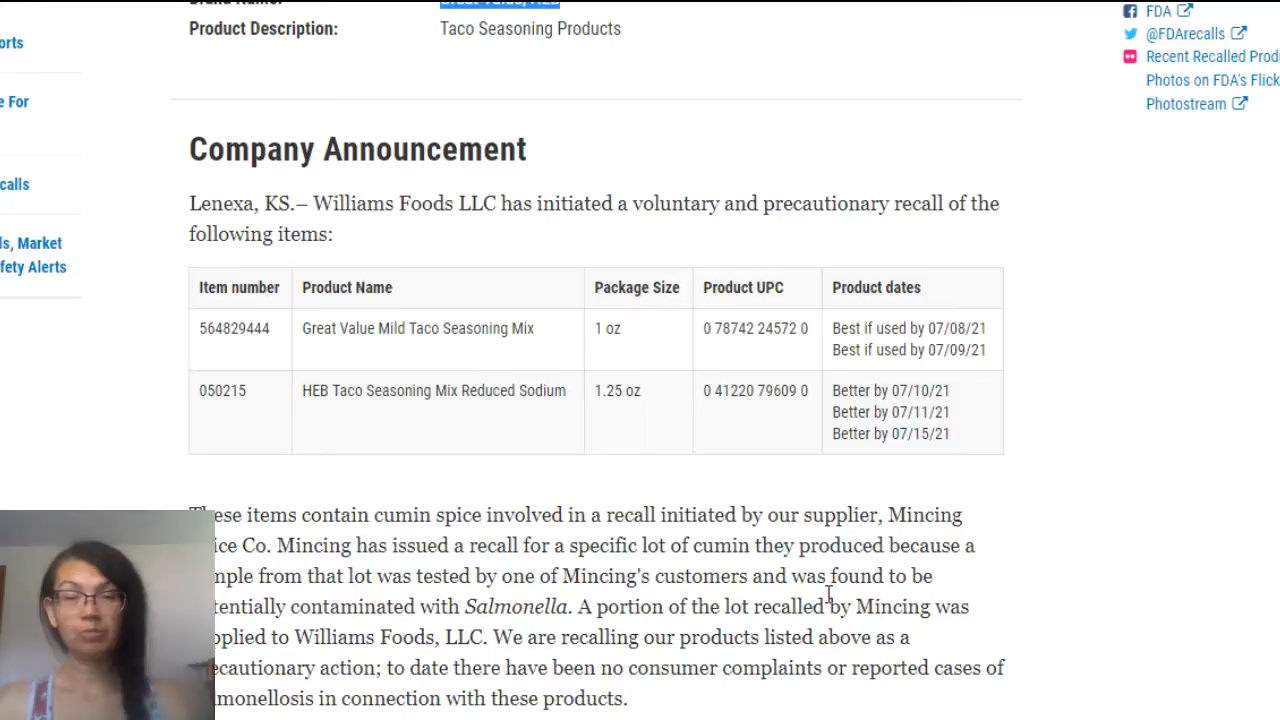 Product Description: Taco Seasoning Products
orts
e For
calls
ls, Market
fety Alerts
FDA
@FDArecalls
Recent Recalled Produ
Photos on FDA's Flick
Photostream
Company Announcement
Lenexa, KS.– Williams Foods LLC has initiated a voluntary and precautionary recall of the
following items:
Item number Product Name Package Size Product UPC Product dates
564829444 Great Value Mild Taco Seasoning Mix 1 oz 0 78742 24572 0 Best if used by 07/08/21
Best if used by 07/09/21
050215 HEB Taco Seasoning Mix Reduced Sodium 1.25 oz 0 41220 79609 0 Better by 07/10/21
Better by 07/11/21
Better by 07/15/21
These items contain cumin spice involved in a recall initiated by our supplier, Mincing
ice Co. Mincing has issued a recall for a specific lot of cumin they produced because a
mple from that lot was tested by one of Mincing's customers and was found to be
tentially contaminated with Salmonella. A portion of the lot recalled by Mincing was
pplied to Williams Foods, LLC. We are recalling our products listed above as a
ecautionary action; to date there have been no consumer complaints or reported cases of
monellosis in connection with these products.